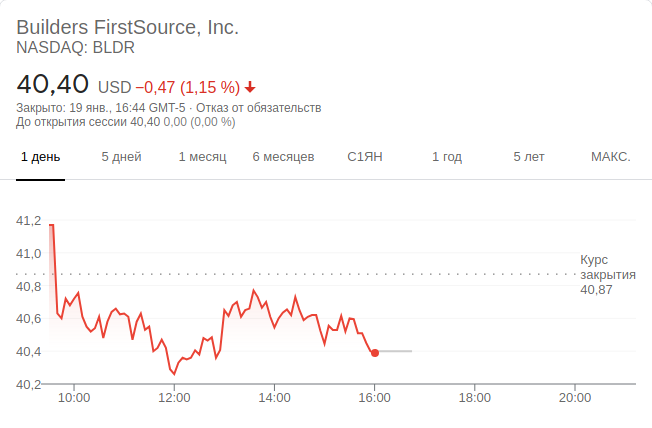 Builders FirstSource, Inc.
NASDAQ: BLDR
40,40 USD −0,47 (1,15 %)
Закрыто: 19 янв., 16:44 GMT-5 · Отказ от обязательств
До открытия сессии 40,40 0,00 (0,00 %)
1 день 5 дней 1 месяц 6 месяцев С1ЯН 1 год 5 лет МАКС.
41,2
41,0
Курс
закрытия
40,87
40,8
40,6
40,4
40,2
10:00 12:00 14:00 16:00 18:00 20:00